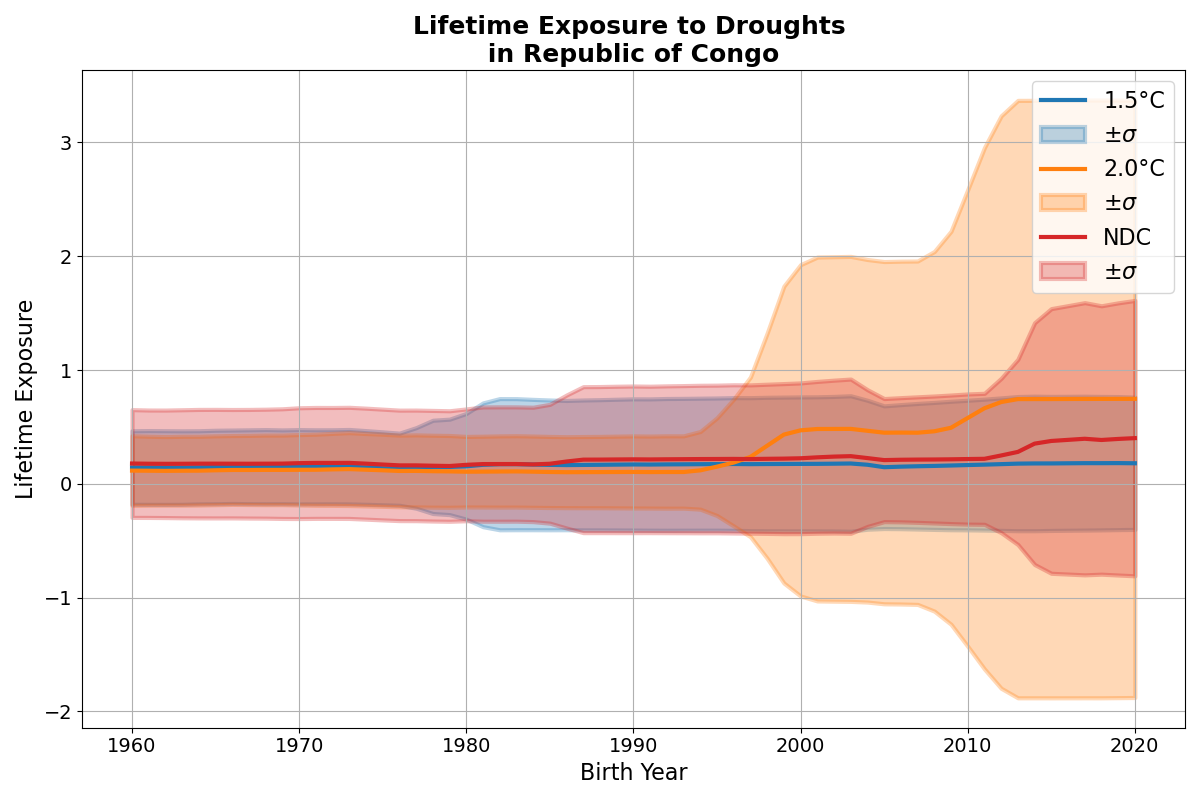 Lifetime Exposure to Droughts
in Republic of Congo
1.5°C
±σ
2.0°C
±σ
NDC
±σ
Lifetime Exposure
3
2
1
0
−1
−2
1960
1970
1980
1990
2000
2010
2020
Birth Year